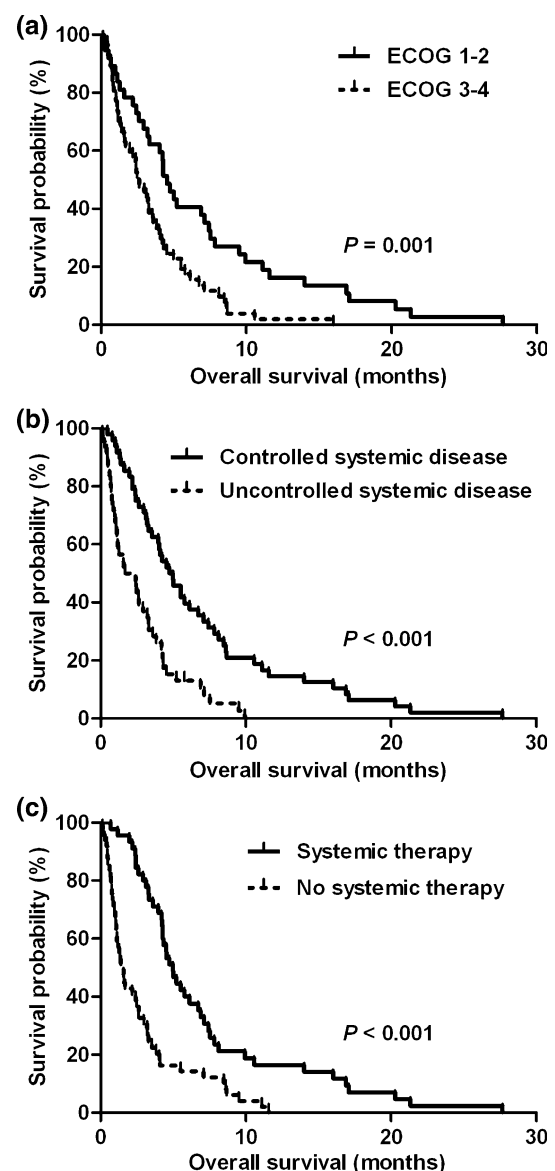 (a)
100
80
60
40
20
0
Survival probability (%)
ECOG 1-2
ECOG 3-4
P = 0.001
0 10 20 30
Overall survival (months)
(b)
100
80
60
40
20
0
Survival probability (%)
Controlled systemic disease
Uncontrolled systemic disease
P < 0.001
0 10 20 30
Overall survival (months)
(c)
100
80
60
40
20
0
Survival probability (%)
Systemic therapy
No systemic therapy
P < 0.001
0 10 20 30
Overall survival (months)